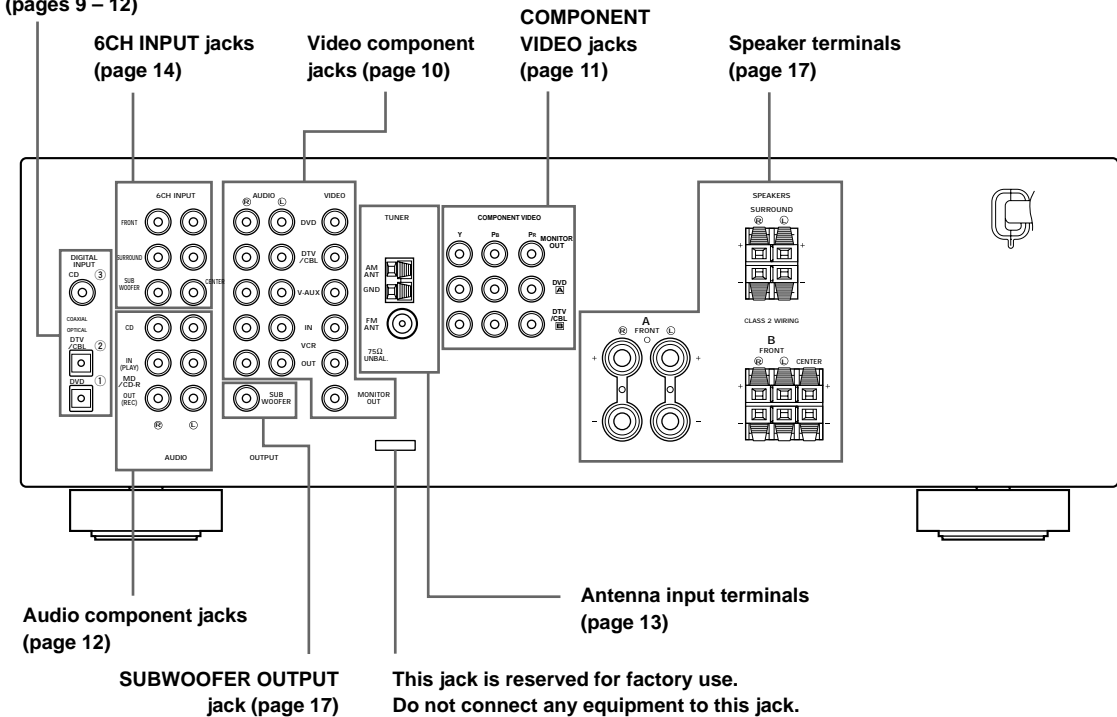 (pages 9 – 12)
6CH INPUT jacks
(page 14)
Video component
jacks (page 10)
COMPONENT
VIDEO jacks
(page 11)
Speaker terminals
(page 17)
DIGITAL
INPUT
CD ③
COAXIAL
OPTICAL
DTV
/CBL ②
DVD ①
6CH INPUT
FRONT
SURROUND
SUB
WOOFER
CENTER
CD
IN
(PLAY)
MD
/CD-R
OUT
(REC)
R L
AUDIO
AUDIO
R L
VIDEO
DVD
DTV
/CBL
V-AUX
IN
VCR
OUT
SUB
WOOFER
MONITOR
OUT
OUTPUT
TUNER
AM
ANT
GND
FM
ANT
75Ω
UNBAL.
COMPONENT VIDEO
Y PB PR
MONITOR
OUT
DVD
A
DTV
/CBL
B
SPEAKERS
SURROUND
R L
+ +
– –
CLASS 2 WIRING
A
R FRONT L
+ +
– –
B
FRONT
R L CENTER
+ +
– –
Audio component jacks
(page 12)
SUBWOOFER OUTPUT
jack (page 17)
This jack is reserved for factory use.
Do not connect any equipment to this jack.
Antenna input terminals
(page 13)